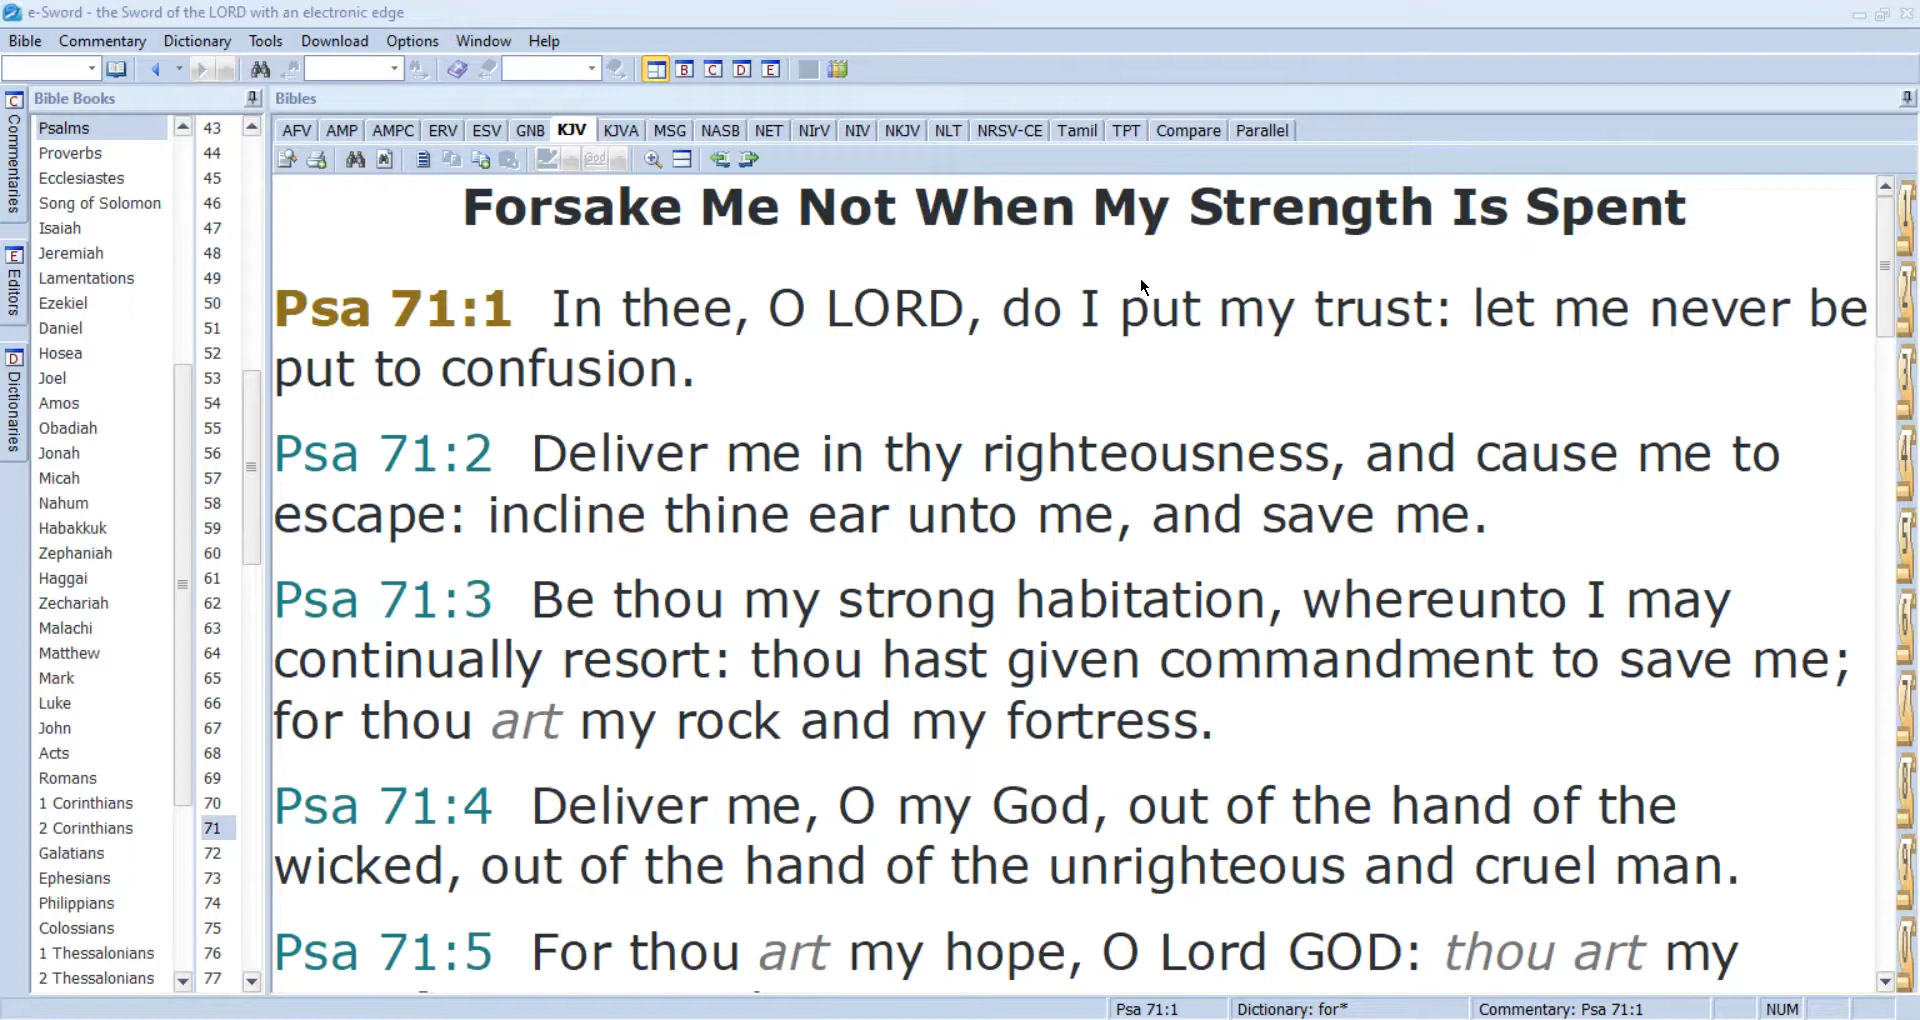 e-Sword - the Sword of the LORD with an electronic edge
Bible Commentary Dictionary Tools Download Options Window Help
B C D E
Bible Books
Bibles
C Commentaries
E Editors
D Dictionaries
Psalms 43
Proverbs 44
Ecclesiastes 45
Song of Solomon 46
Isaiah 47
Jeremiah 48
Lamentations 49
Ezekiel 50
Daniel 51
Hosea 52
Joel 53
Amos 54
Obadiah 55
Jonah 56
Micah 57
Nahum 58
Habakkuk 59
Zephaniah 60
Haggai 61
Zechariah 62
Malachi 63
Matthew 64
Mark 65
Luke 66
John 67
Acts 68
Romans 69
1 Corinthians 70
2 Corinthians 71
Galatians 72
Ephesians 73
Philippians 74
Colossians 75
1 Thessalonians 76
2 Thessalonians 77
AFV AMP AMPC ERV ESV GNB KJV KJVA MSG NASB NET NIrV NIV NKJV NLT NRSV-CE Tamil TPT Compare Parallel
God
Forsake Me Not When My Strength Is Spent
Psa 71:1 In thee, O LORD, do I put my trust: let me never be
put to confusion.
Psa 71:2 Deliver me in thy righteousness, and cause me to
escape: incline thine ear unto me, and save me.
Psa 71:3 Be thou my strong habitation, whereunto I may
continually resort: thou hast given commandment to save me;
for thou art my rock and my fortress.
Psa 71:4 Deliver me, O my God, out of the hand of the
wicked, out of the hand of the unrighteous and cruel man.
Psa 71:5 For thou art my hope, O Lord GOD: thou art my
1
2
3
4
5
6
7
8
9
0
Psa 71:1 Dictionary: for* Commentary: Psa 71:1 NUM